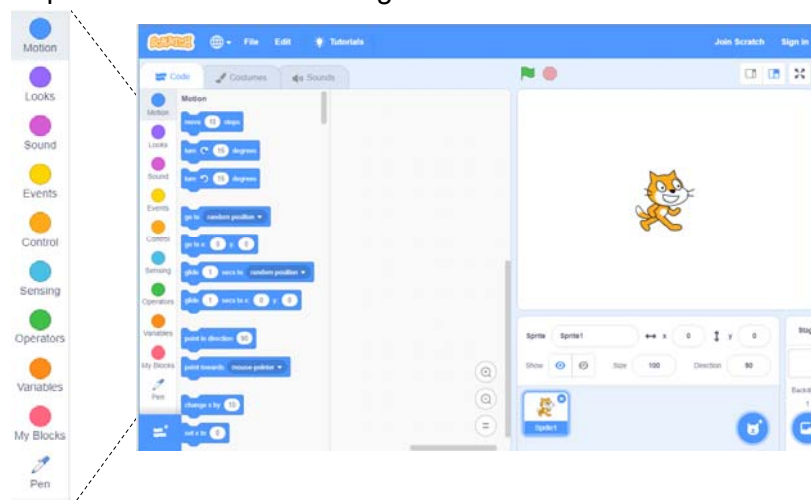 Motion
Looks
Sound
Events
Control
Sensing
Operators
Variables
My Blocks
Pen
SCRATCH File Edit Tutorials Join Scratch Sign in
Code Costumes Sounds
Motion
Looks
Sound
Events
Control
Sensing
Operators
Variables
My Blocks
Pen
Motion
move 10 steps
turn 15 degrees
turn 15 degrees
go to random position
go to x: 0 y: 0
glide 1 secs to random position
glide 1 secs to x: 0 y: 0
point in direction 90
point towards mouse-pointer
change x by 10
set x to 0
Sprite Sprite1 x 0 y 0
Show Size 100 Direction 90
Sprite1
1